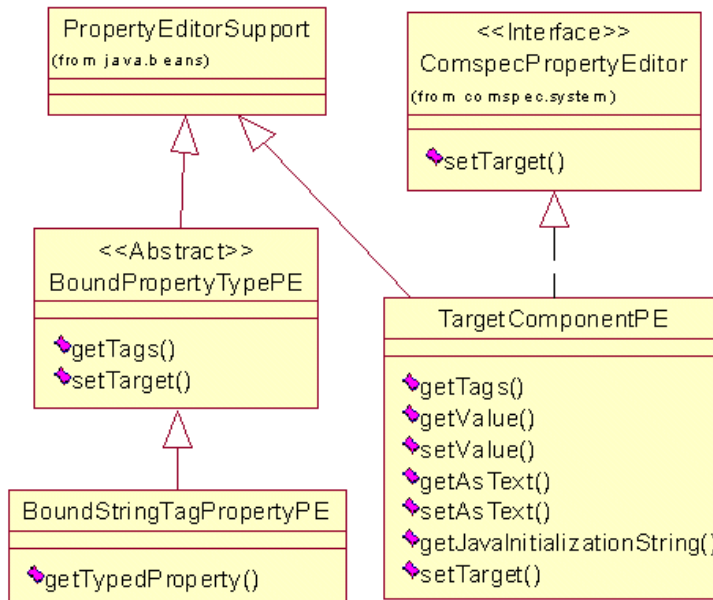 PropertyEditorSupport
(from java.beans)
<<Interface>>
ComspecPropertyEditor
(from comspec.system)
setTarget()
<<Abstract>>
BoundPropertyTypePE
getTags()
setTarget()
TargetComponentPE
getTags()
getValue()
setValue()
getAsText()
setAsText()
getJavaInitializationString()
setTarget()
BoundStringTagPropertyPE
getTypedProperty()